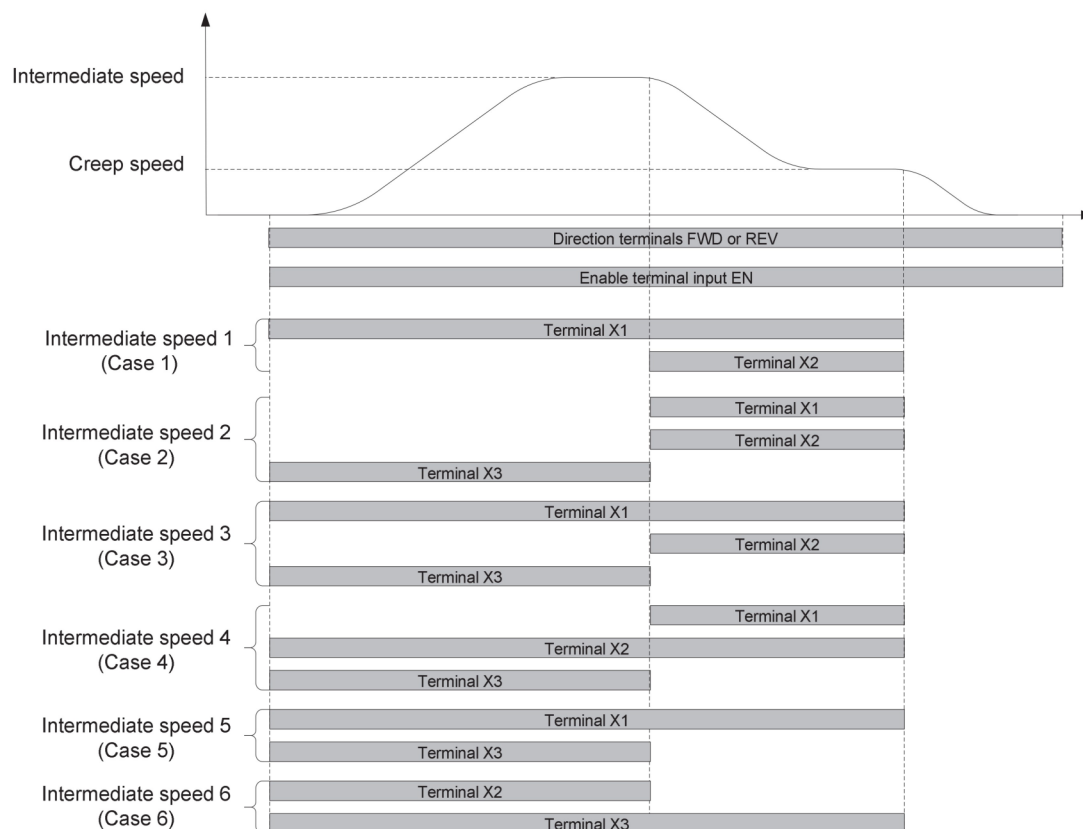 Intermediate speed
Creep speed
Direction terminals FWD or REV
Enable terminal input EN
Intermediate speed 1
(Case 1)
Terminal X1
Terminal X2
Intermediate speed 2
(Case 2)
Terminal X1
Terminal X2
Terminal X3
Intermediate speed 3
(Case 3)
Terminal X1
Terminal X2
Terminal X3
Intermediate speed 4
(Case 4)
Terminal X1
Terminal X2
Terminal X3
Intermediate speed 5
(Case 5)
Terminal X1
Terminal X3
Intermediate speed 6
(Case 6)
Terminal X2
Terminal X3